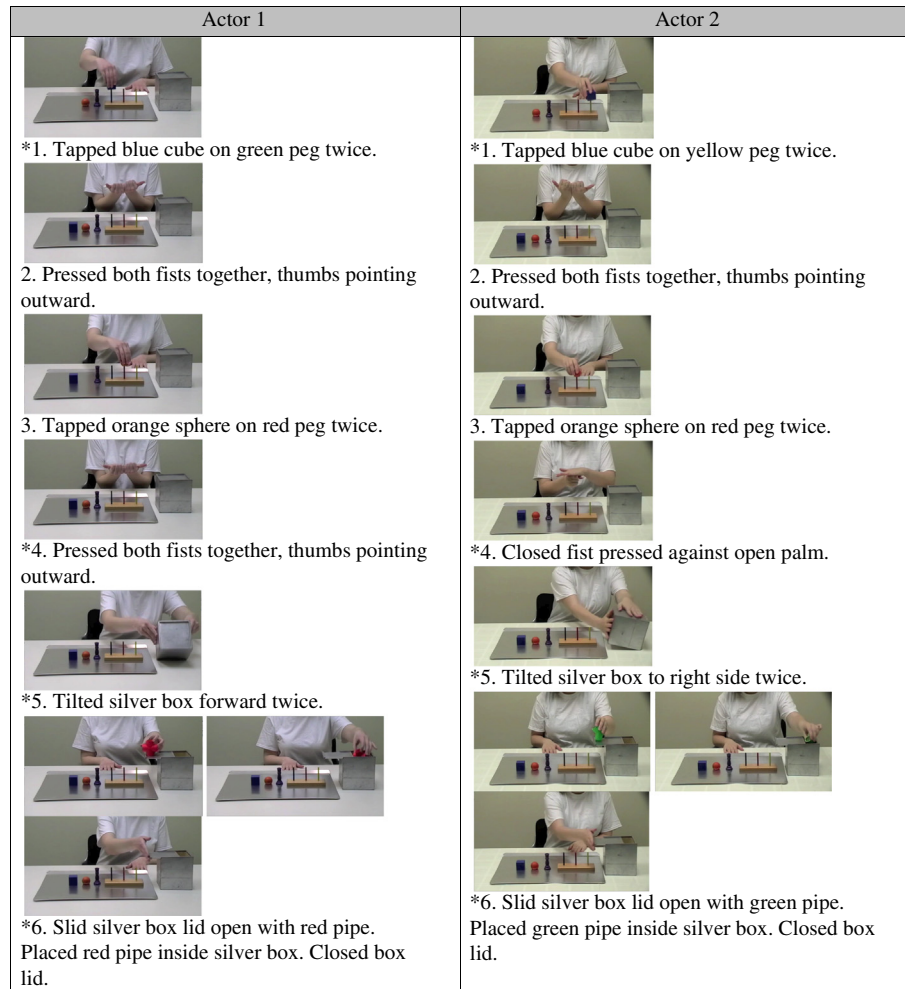 Actor 1
Actor 2
*1. Tapped blue cube on green peg twice.
2. Pressed both fists together, thumbs pointing
outward.
3. Tapped orange sphere on red peg twice.
*4. Pressed both fists together, thumbs pointing
outward.
*5. Tilted silver box forward twice.
*6. Slid silver box lid open with red pipe.
Placed red pipe inside silver box. Closed box
lid.
*1. Tapped blue cube on yellow peg twice.
2. Pressed both fists together, thumbs pointing
outward.
3. Tapped orange sphere on red peg twice.
*4. Closed fist pressed against open palm.
*5. Tilted silver box to right side twice.
*6. Slid silver box lid open with green pipe.
Placed green pipe inside silver box. Closed box
lid.